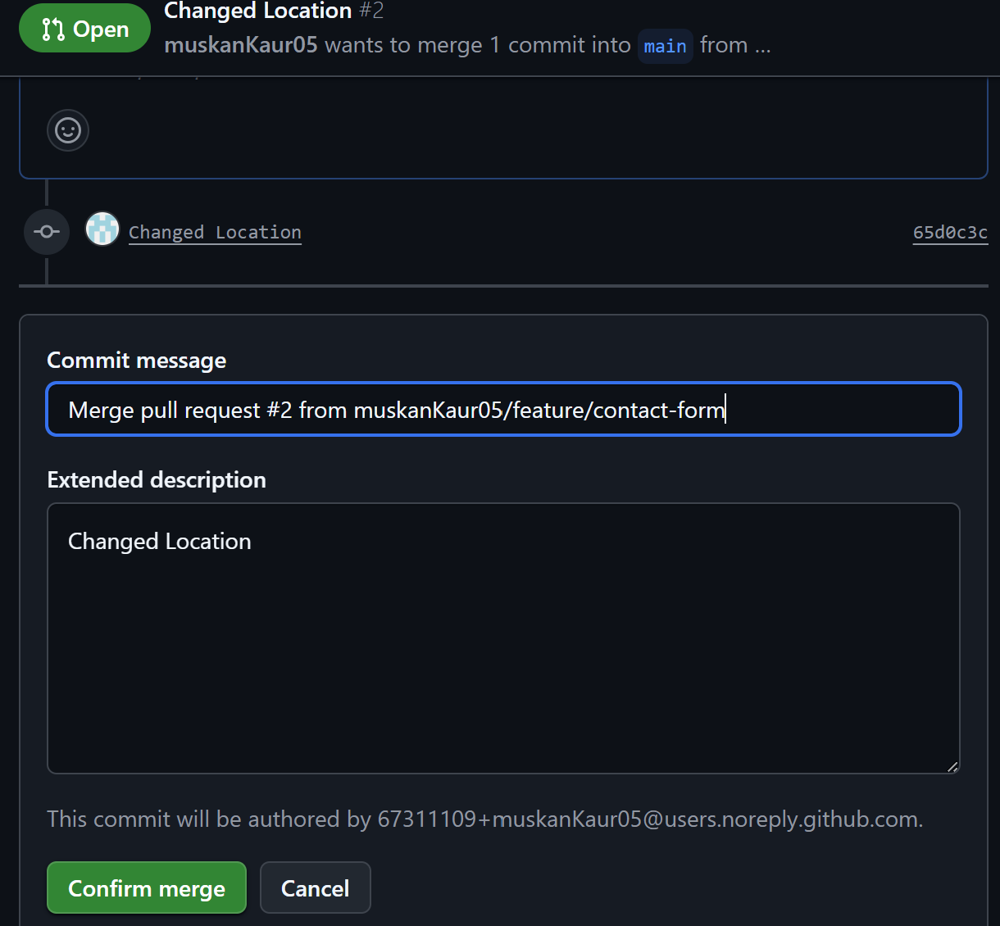 Open
Changed Location #2
muskanKaur05 wants to merge 1 commit into main from ...
Changed Location
65d0c3c
Commit message
Merge pull request #2 from muskanKaur05/feature/contact-form
Extended description
Changed Location
This commit will be authored by 67311109+muskanKaur05@users.noreply.github.com.
Confirm merge
Cancel